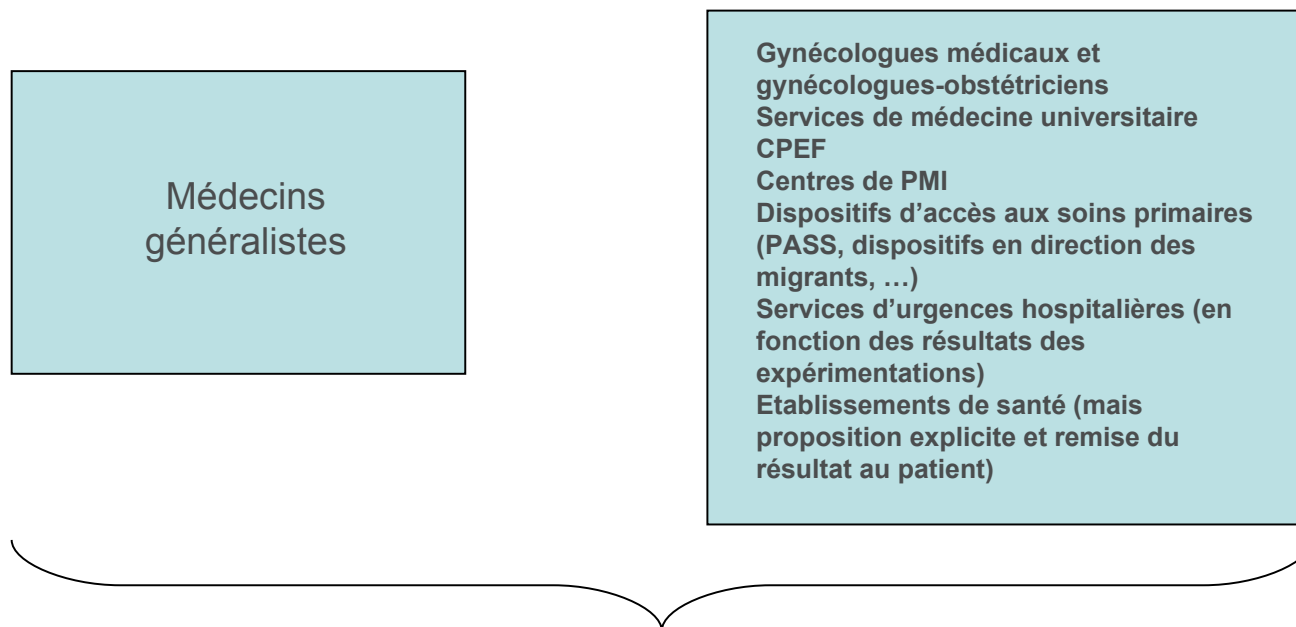 Médecins
généralistes
Gynécologues médicaux et
gynécologues-obstétriciens
Services de médecine universitaire
CPEF
Centres de PMI
Dispositifs d’accès aux soins primaires
(PASS, dispositifs en direction des
migrants, …)
Services d’urgences hospitalières (en
fonction des résultats des
expérimentations)
Etablissements de santé (mais
proposition explicite et remise du
résultat au patient)